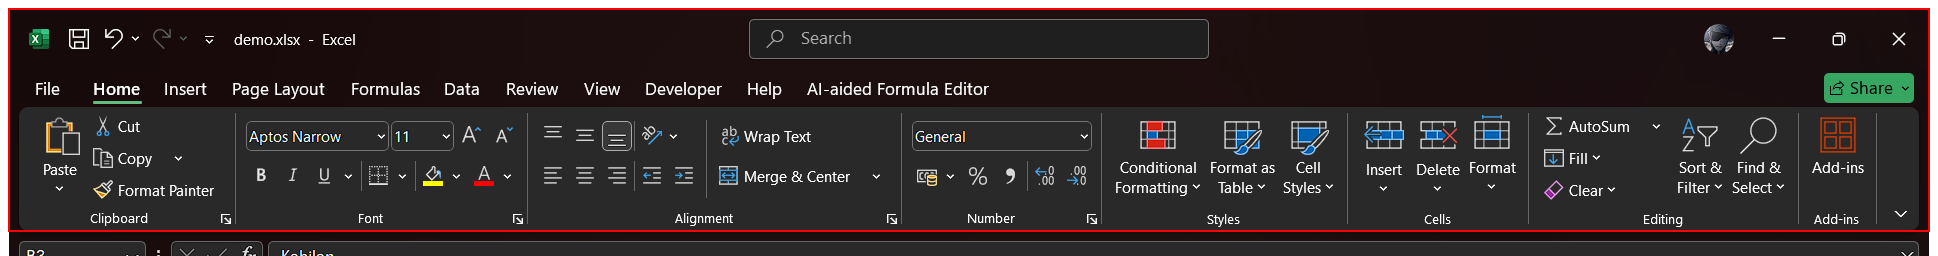 demo.xlsx - Excel
Search
File Home Insert Page Layout Formulas Data Review View Developer Help AI-aided Formula Editor Share
Cut
Copy
Format Painter
Paste
Clipboard
Aptos Narrow 11 A A
B I U A
Font
Wrap Text
Merge & Center
Alignment
General
% , .00 .00
Number
Conditional Formatting
Format as Table
Cell Styles
Styles
Insert Delete Format
Cells
AutoSum
Fill
Clear
Sort & Filter
Find & Select
Editing
Add-ins
Add-ins